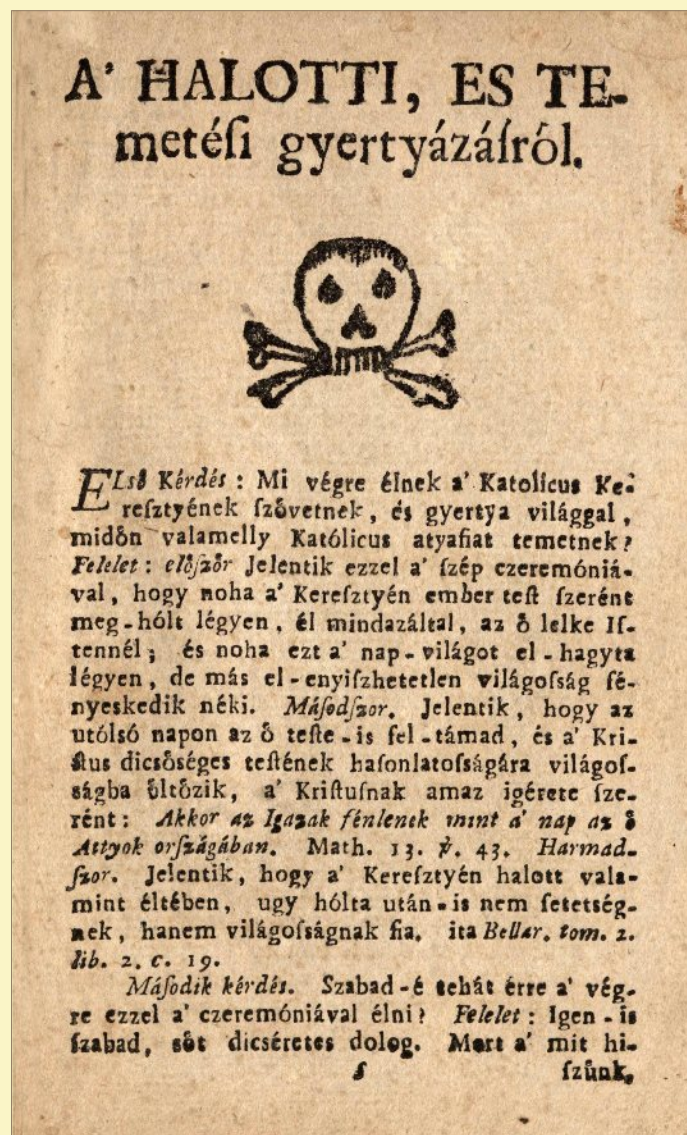 A' HALOTTI, ES TE-
metéſi gyertyázáſról.
ELső Kérdés: Mi végre élnek a' Katolicus Ke-
resztyének ſzövetnek, és gyertya világgal,
midőn valamelly Katólicus atyafiat temetnek?
Felelet: elöſzör Jelentik ezzel a' ſzép czeremóniá-
val, hogy noha a' Kereſztyén ember teſt ſzerént
meg-hólt légyen, él mindazáltal, az ő lelke Iſ-
tennél; és noha ezt a' nap-világot el-hagyta
légyen, de más el-enyiſzhetetlen világoſság fé-
nyeskedik néki. Máſodſzor. Jelentik, hogy az
utólsó napon az ő teſte-is fel-támad, és a' Kri-
ſtus dicsőséges teſtének haſonlatoſságára világoſ-
ságba öltözik, a' Kriſtuſnak amaz igérete ſze-
rént: Akkor az Igazak fénlenek mint a' nap az ő
Attyok orſzágában. Math. 13. ℣. 43. Harmad-
ſzor. Jelentik, hogy a' Kereſztyén halott vala-
mint éltében, ugy hólta után-is nem ſetetség-
nek, hanem világoſságnak fia. ita Bellar. tom. 2.
lib. 2. c. 19.
Máſodik kérdés. Szabad-é tehát érre a' vég-
re ezzel a' czeremóniával élni? Felelet: Igen-is
ſzabad, sőt dicséretes dolog. Mert a' mit hi-
ſ ſzünk,